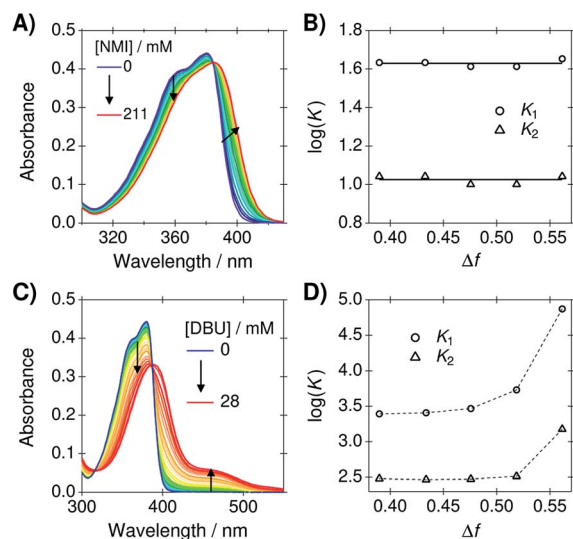 A)
[NMI] / mM
0
211
0.5
0.4
0.3
0.2
0.1
0.0
Absorbance
320 360 400
Wavelength / nm
B)
1.8
1.6
1.4
1.2
1.0
0.8
log(K)
K1
K2
0.40 0.45 0.50 0.55
Δf
C)
[DBU] / mM
0
28
0.5
0.4
0.3
0.2
0.1
0.0
Absorbance
300 400 500
Wavelength / nm
D)
5.0
4.5
4.0
3.5
3.0
2.5
log(K)
K1
K2
0.40 0.45 0.50 0.55
Δf